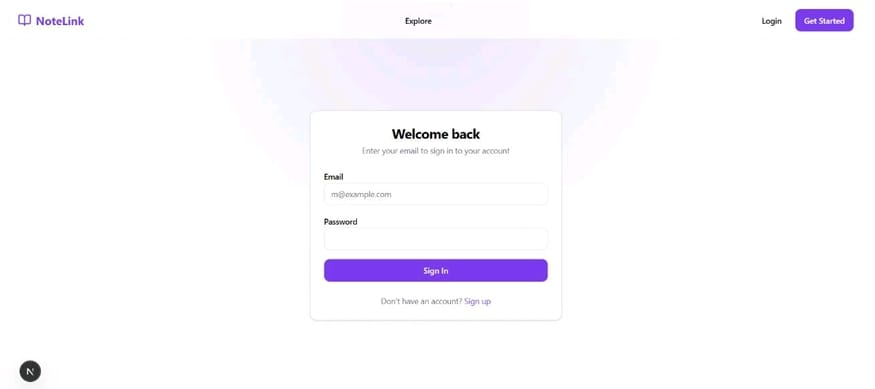 NoteLink
Explore
Login
Get Started
Welcome back
Enter your email to sign in to your account
Email
m@example.com
Password
Sign In
Don't have an account? Sign up
N